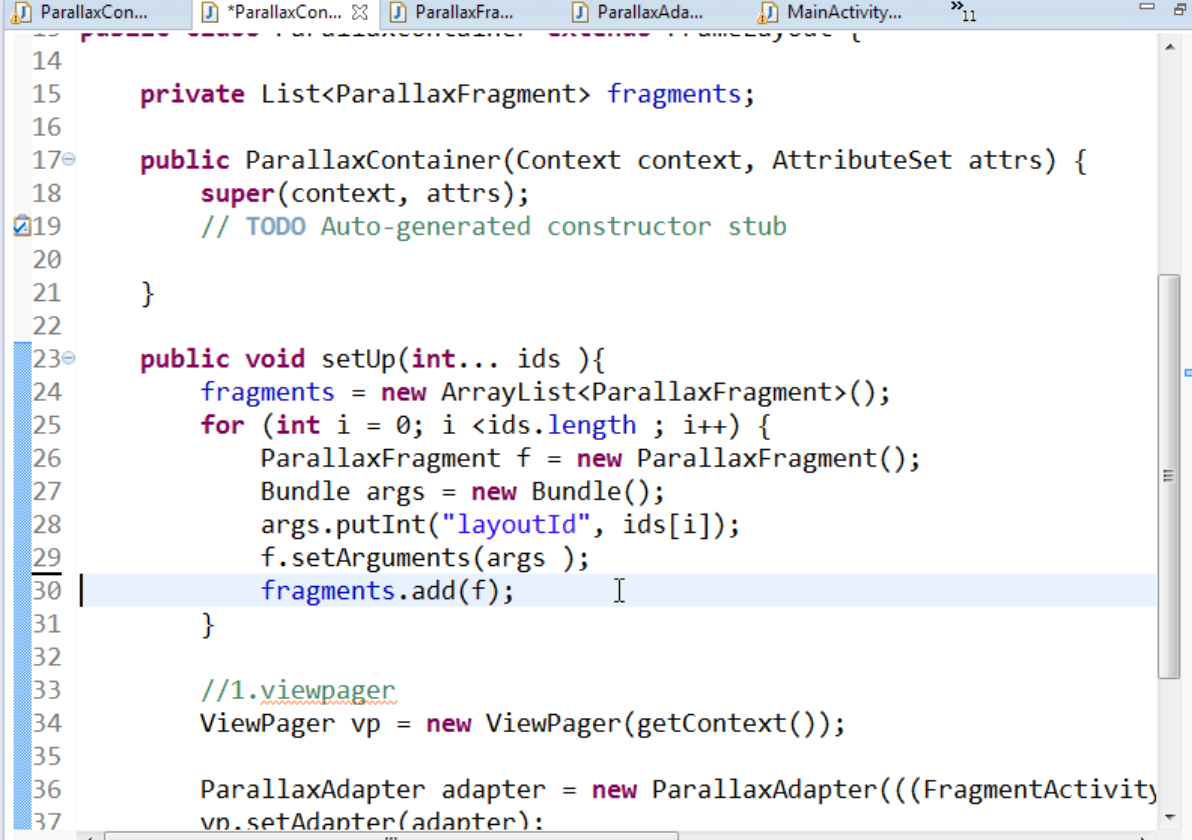 ParallaxCon... *ParallaxCon... ParallaxFra... ParallaxAda... MainActivity... »11
public class ParallaxContainer extends FrameLayout {
14
15 private List<ParallaxFragment> fragments;
16
17 public ParallaxContainer(Context context, AttributeSet attrs) {
18 super(context, attrs);
19 // TODO Auto-generated constructor stub
20
21 }
22
23 public void setUp(int... ids ){
24 fragments = new ArrayList<ParallaxFragment>();
25 for (int i = 0; i <ids.length ; i++) {
26 ParallaxFragment f = new ParallaxFragment();
27 Bundle args = new Bundle();
28 args.putInt("layoutId", ids[i]);
29 f.setArguments(args );
30 fragments.add(f);
31 }
32
33 //1.viewpager
34 ViewPager vp = new ViewPager(getContext());
35
36 ParallaxAdapter adapter = new ParallaxAdapter(((FragmentActivity
37 vp.setAdapter(adapter);